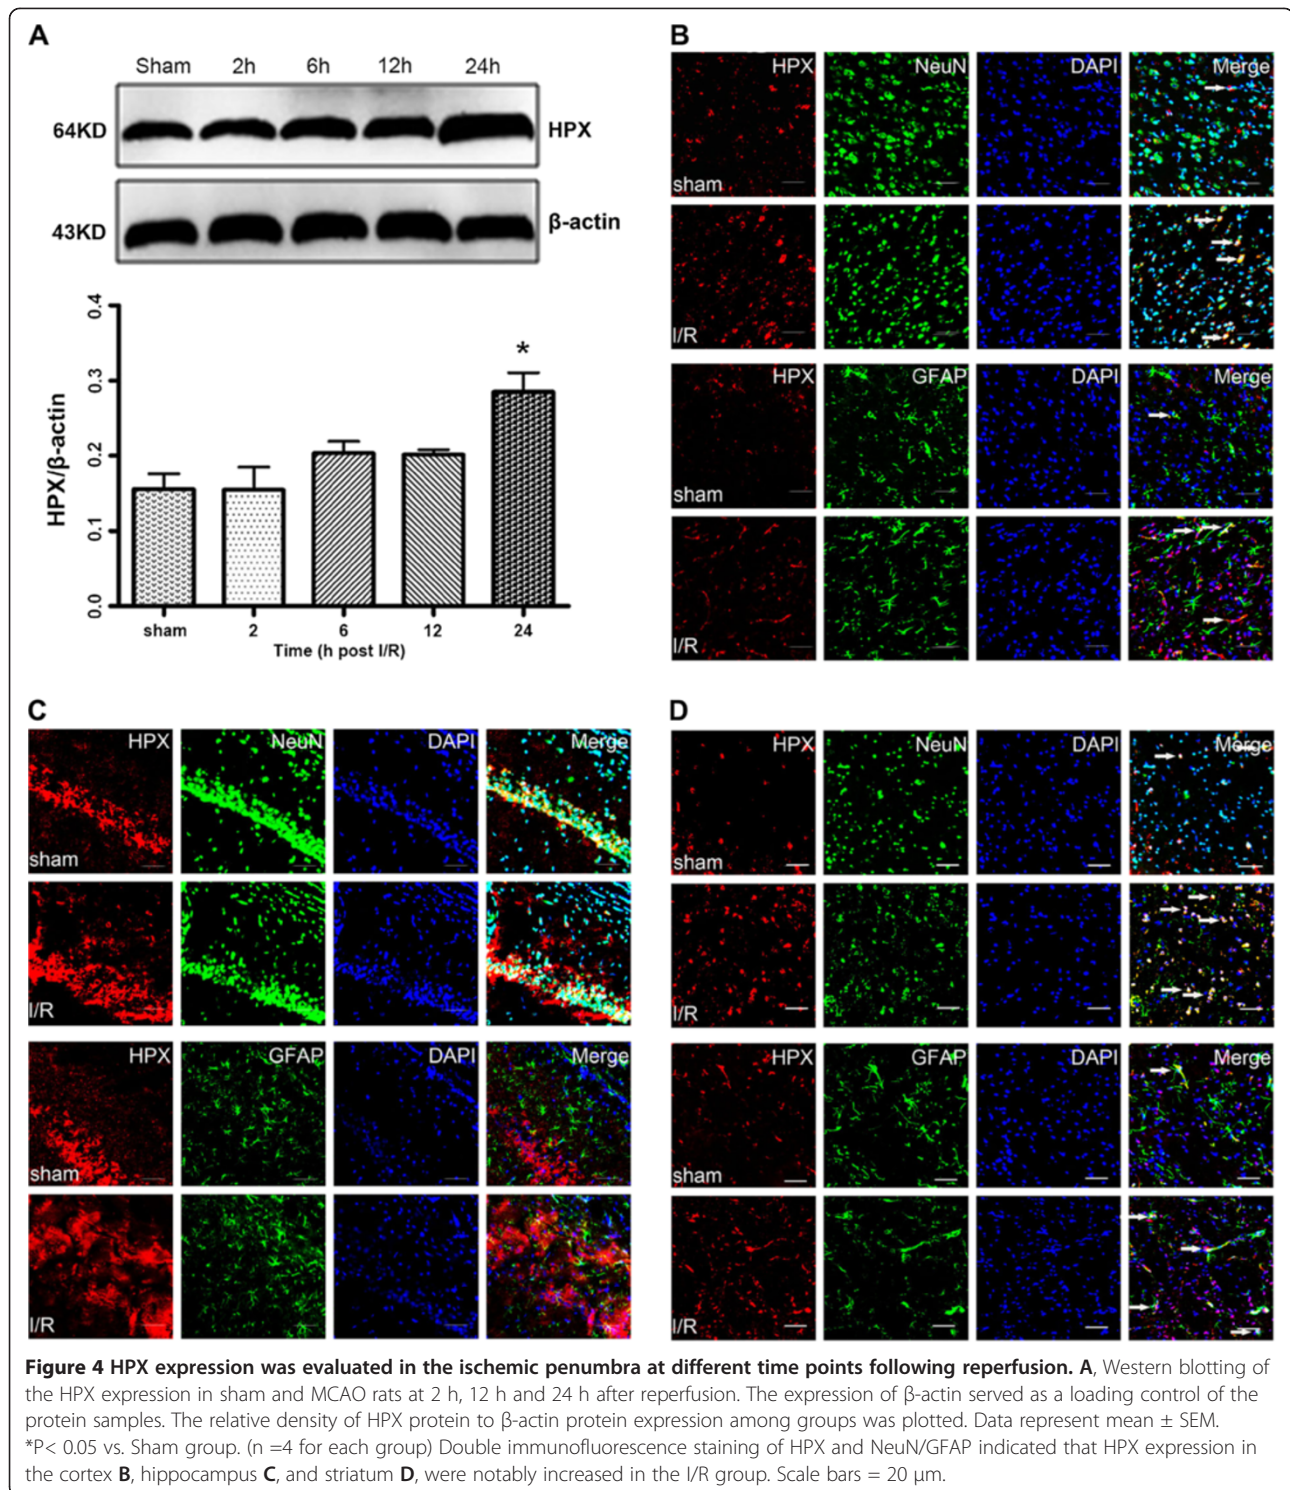 A
Sham 2h 6h 12h 24h
64KD HPX
43KD β-actin
0.4
0.3
0.2
0.1
0.0
HPX/β-actin
*
sham 2 6 12 24
Time (h post I/R)
B
HPX NeuN DAPI Merge
sham
I/R
HPX GFAP DAPI Merge
sham
I/R
C
HPX NeuN DAPI Merge
sham
I/R
HPX GFAP DAPI Merge
sham
I/R
D
HPX NeuN DAPI Merge
sham
I/R
HPX GFAP DAPI Merge
sham
I/R
Figure 4 HPX expression was evaluated in the ischemic penumbra at different time points following reperfusion. A, Western blotting of
the HPX expression in sham and MCAO rats at 2 h, 12 h and 24 h after reperfusion. The expression of β-actin served as a loading control of the
protein samples. The relative density of HPX protein to β-actin protein expression among groups was plotted. Data represent mean ± SEM.
*P< 0.05 vs. Sham group. (n =4 for each group) Double immunofluorescence staining of HPX and NeuN/GFAP indicated that HPX expression in
the cortex B, hippocampus C, and striatum D, were notably increased in the I/R group. Scale bars = 20 μm.